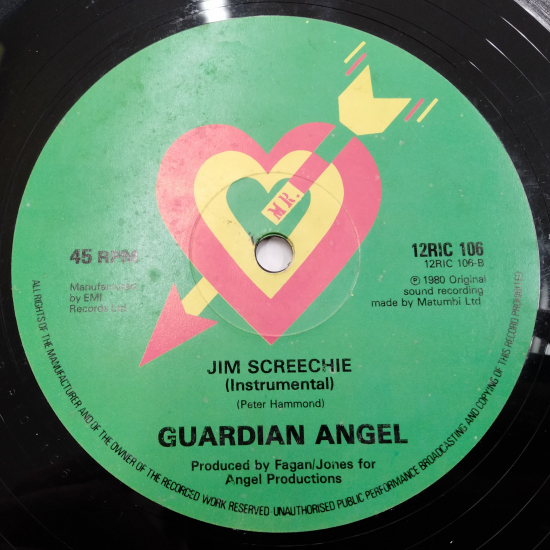 MR.
45 RPM
Manufactured
by EMI
Records Ltd.
12RIC 106
12RIC 106-B
Ⓟ 1980 Original
sound recording
made by Matumbi Ltd
JIM SCREECHIE
(Instrumental)
(Peter Hammond)
GUARDIAN ANGEL
Produced by Fagan/Jones for
Angel Productions
ALL RIGHTS OF THE MANUFACTURER AND OF THE OWNER OF THE RECORDED WORK RESERVED UNAUTHORISED PUBLIC PERFORMANCE BROADCASTING AND COPYING OF THIS RECORD PROHIBITED